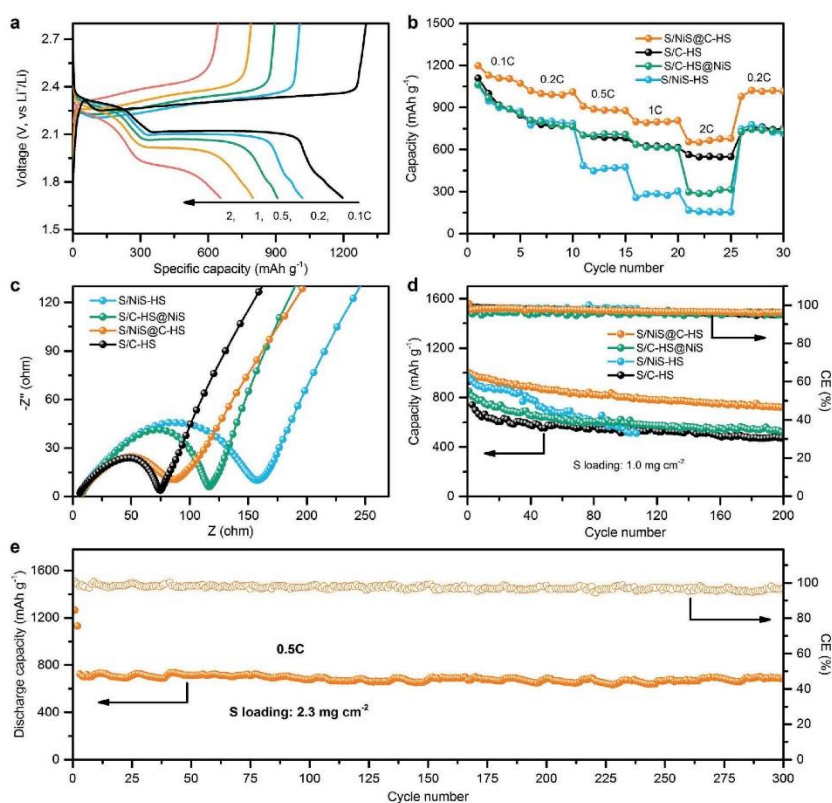 a
2.7
2.4
2.1
1.8
1.5
Voltage (V, vs Li⁺/Li)
2, 1, 0.5, 0.2, 0.1C
0 300 600 900 1200
Specific capacity (mAh g⁻¹)
b
1500
1200
900
600
300
0
Capacity (mAh g⁻¹)
S/NiS@C-HS
S/C-HS
S/C-HS@NiS
S/NiS-HS
0.1C
0.2C
0.5C
1C
2C
0.2C
0 5 10 15 20 25 30
Cycle number
c
120
90
60
30
0
-Z'' (ohm)
S/NiS-HS
S/C-HS@NiS
S/NiS@C-HS
S/C-HS
0 50 100 150 200 250
Z (ohm)
d
1600
1200
800
400
0
Capacity (mAh g⁻¹)
S/NiS@C-HS
S/C-HS@NiS
S/NiS-HS
S/C-HS
S loading: 1.0 mg cm⁻²
100
80
60
40
20
0
CE (%)
0 40 80 120 160 200
Cycle number
e
1600
1200
800
400
0
Discharge capacity (mAh g⁻¹)
0.5C
S loading: 2.3 mg cm⁻²
100
80
60
40
20
0
CE (%)
0 25 50 75 100 125 150 175 200 225 250 275 300
Cycle number